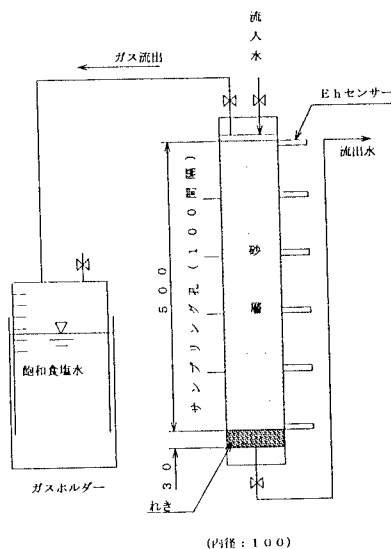 流入水
ガス流出
Ehセンサー
流出水
サンプリング孔(100間隔)
500
砂層
飽和食塩水
ガスホルダー
30
れき
(内径:100)